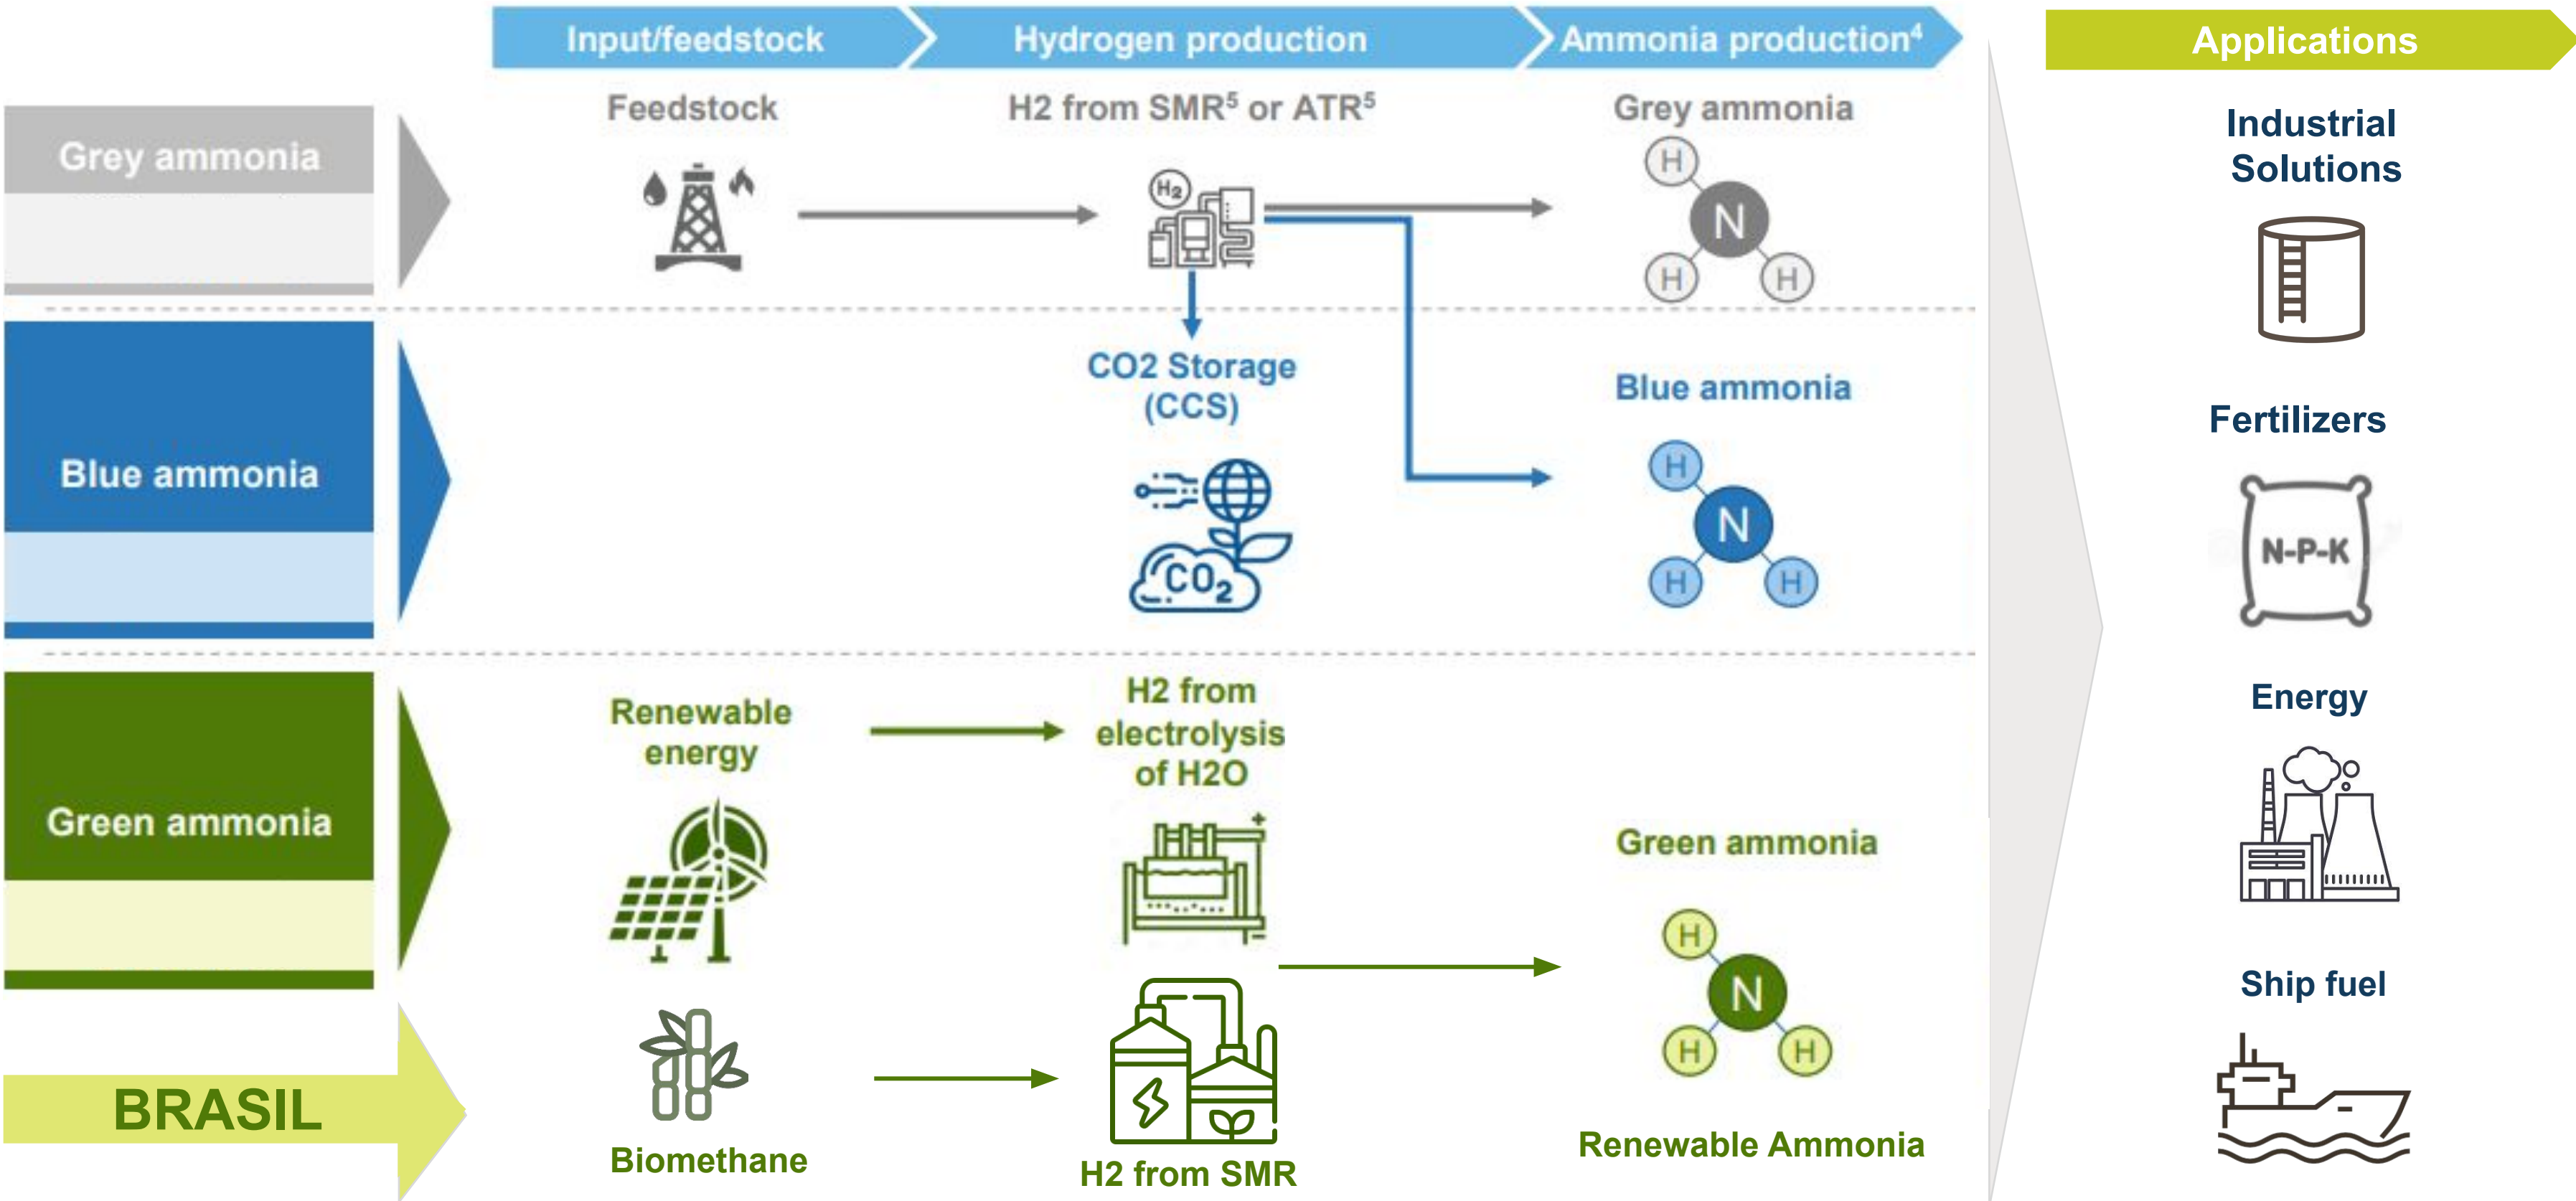 Input/feedstock
Hydrogen production
Ammonia production⁴
Applications
Grey ammonia
Feedstock
H2 from SMR⁵ or ATR⁵
Grey ammonia
H₂
H
N
H
H
Industrial
Solutions
Blue ammonia
CO2 Storage
(CCS)
CO₂
Blue ammonia
H
N
H
H
Fertilizers
N-P-K
Green ammonia
Renewable
energy
H2 from
electrolysis
of H2O
+
-
Green ammonia
H
N
H
H
Energy
BRASIL
Biomethane
H2 from SMR
Renewable Ammonia
Ship fuel